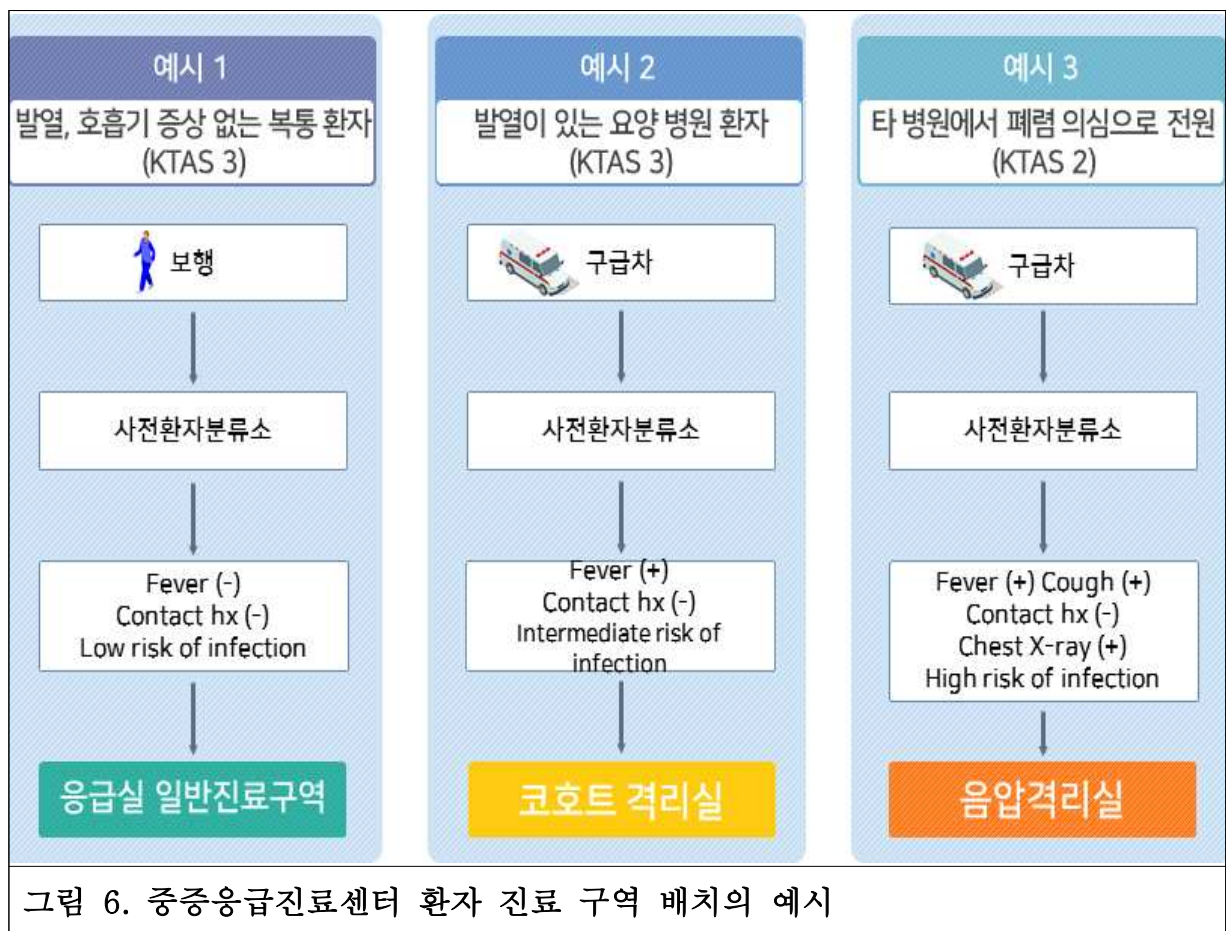 예시 1
발열, 호흡기 증상 없는 복통 환자
(KTAS 3)
보행
사전환자분류소
Fever (-)
Contact hx (-)
Low risk of infection
응급실 일반진료구역
예시 2
발열이 있는 요양 병원 환자
(KTAS 3)
구급차
사전환자분류소
Fever (+)
Contact hx (-)
Intermediate risk of
infection
코호트 격리실
예시 3
타 병원에서 폐렴 의심으로 전원
(KTAS 2)
구급차
사전환자분류소
Fever (+) Cough (+)
Contact hx (-)
Chest X-ray (+)
High risk of infection
음압격리실
그림 6. 중증응급진료센터 환자 진료 구역 배치의 예시